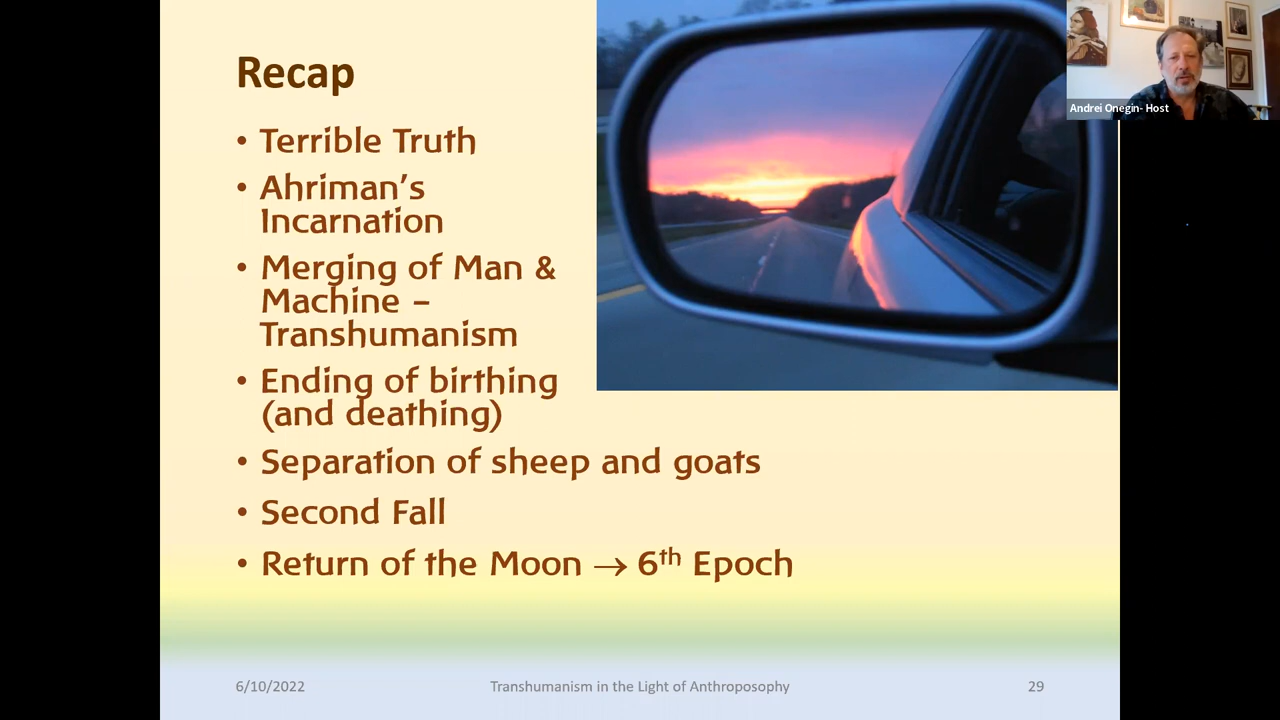 Recap
• Terrible Truth
• Ahriman’s
Incarnation
• Merging of Man &
Machine –
Transhumanism
• Ending of birthing
(and deathing)
• Separation of sheep and goats
• Second Fall
• Return of the Moon → 6th Epoch
6/10/2022
Transhumanism in the Light of Anthroposophy
29
Andrei Onegin- Host